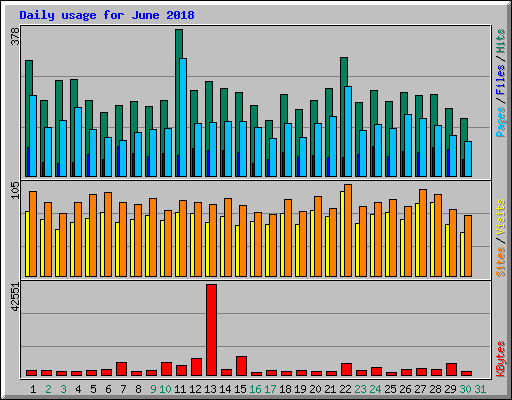 Daily usage for June 2018
378
Pages / Files / Hits
105
Sites / Visits
42551
KBytes
1 2 3 4 5 6 7 8 9 10 11 12 13 14 15 16 17 18 19 20 21 22 23 24 25 26 27 28 29 30 31